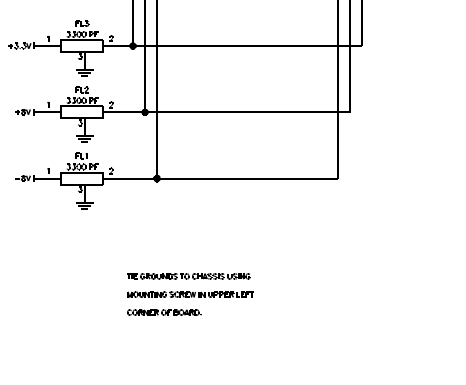 FL3
3300 PF
+3.3V 1 2
3
FL2
3300 PF
+8V 1 2
3
FL1
3300 PF
-8V 1 2
3
TIE GROUNDS TO CHASSIS USING
MOUNTING SCREW IN UPPER LEFT
CORNER OF BOARD.